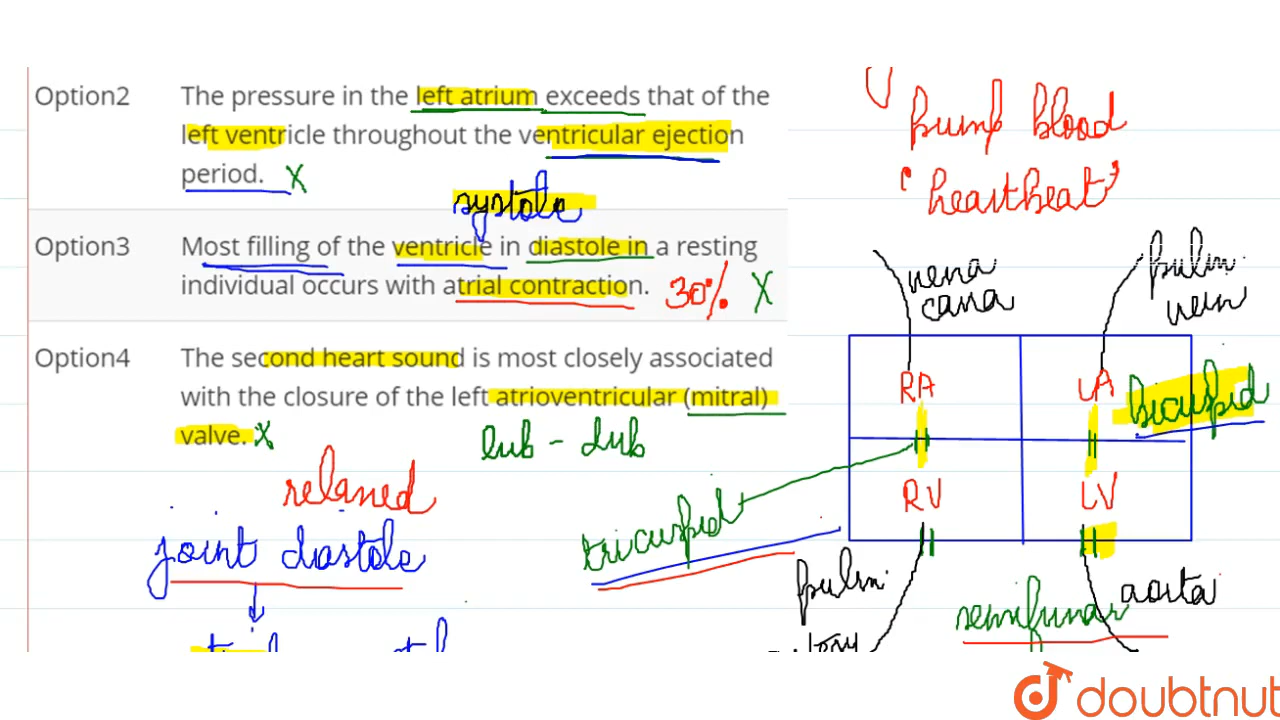 Option2 The pressure in the left atrium exceeds that of the
left ventricle throughout the ventricular ejection
period. X
systole
Option3 Most filling of the ventricle in diastole in a resting
individual occurs with atrial contraction. 30% X
Option4 The second heart sound is most closely associated
with the closure of the left atrioventricular (mitral)
valve. X
lub - dub
relaxed
joint diastole
pump blood
"heartbeat"
vena
cava
pulm.
vein
RA LA
bicuspid
RV LV
tricuspid
pulm.
aorta
semilunar
doubtnut